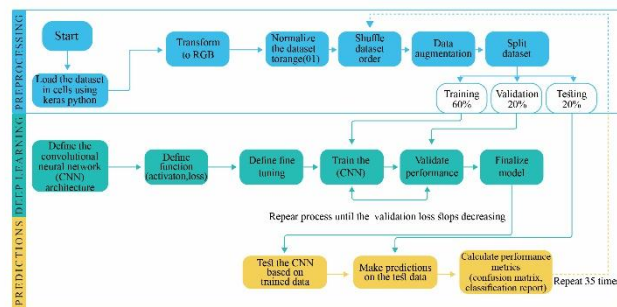 PREPROCESSING
Start
Load the dataset
in cells using
keras python
Transform
to RGB
Normalize
the dataset
torange(01)
Shuffle
dataset
order
Data
augmentation
Split
dataset
Training
60%
Validation
20%
Testing
20%
DEEP LEARNING
Define the
convolutional
neural network
(CNN)
architecture
Define
function
(activaton,loss)
Define fine
tuning
Train the
(CNN)
Validate
performance
Finalize
model
Repear process until the validation loss slops decreasing
PREDICTIONS
Test the CNN
based on
trained data
Make predictions
on the test data
Calculate performance
metrics
(confusion matrix,
classification report)
Repeat 35 times